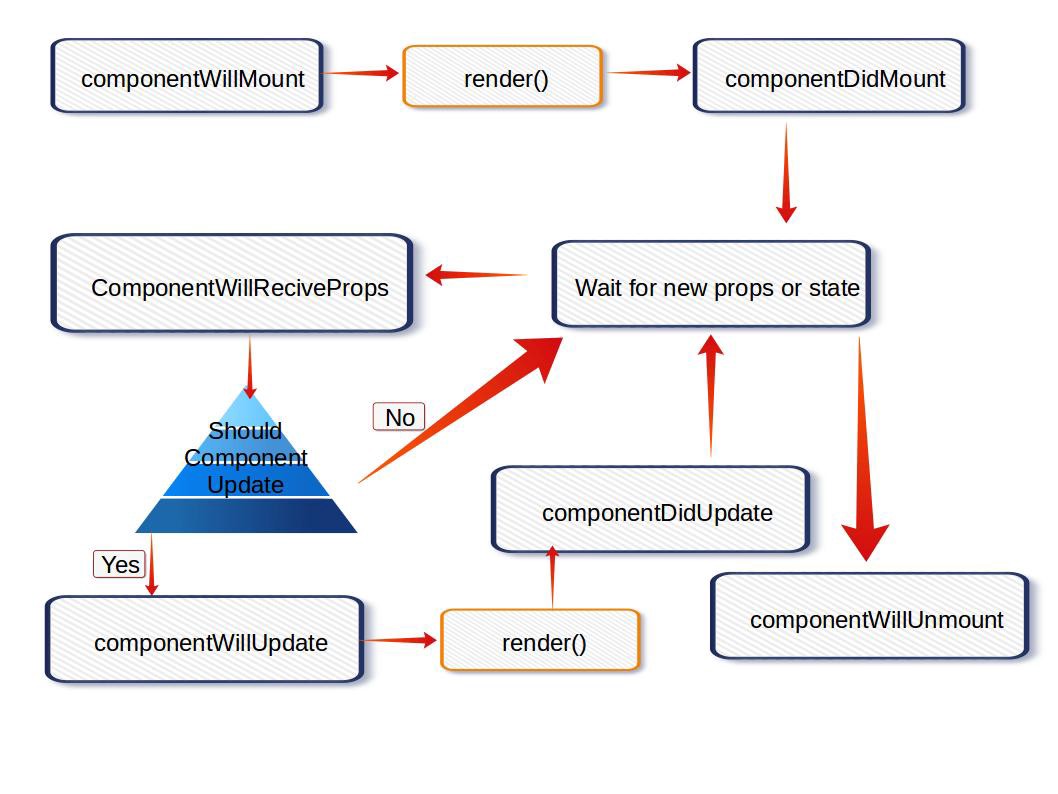 componentWillMount
render()
componentDidMount
ComponentWillReciveProps
Wait for new props or state
Should
Component
Update
No
Yes
componentDidUpdate
componentWillUpdate
render()
componentWillUnmount